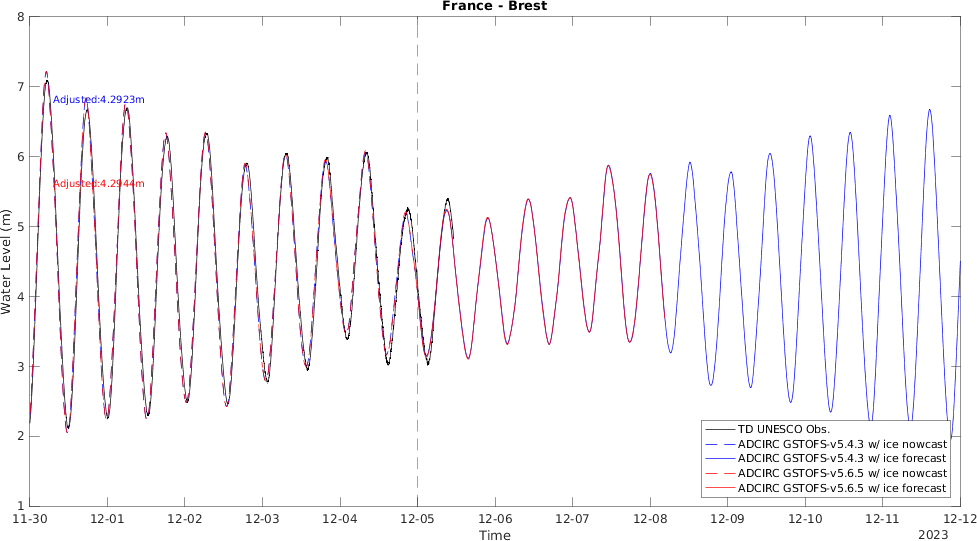 France - Brest
8
7
6
5
4
3
2
1
Water Level (m)
Adjusted:4.2923m
Adjusted:4.2944m
TD UNESCO Obs.
ADCIRC GSTOFS-v5.4.3 w/ ice nowcast
ADCIRC GSTOFS-v5.4.3 w/ ice forecast
ADCIRC GSTOFS-v5.6.5 w/ ice nowcast
ADCIRC GSTOFS-v5.6.5 w/ ice forecast
11-30 12-01 12-02 12-03 12-04 12-05 12-06 12-07 12-08 12-09 12-10 12-11 12-12
Time
2023